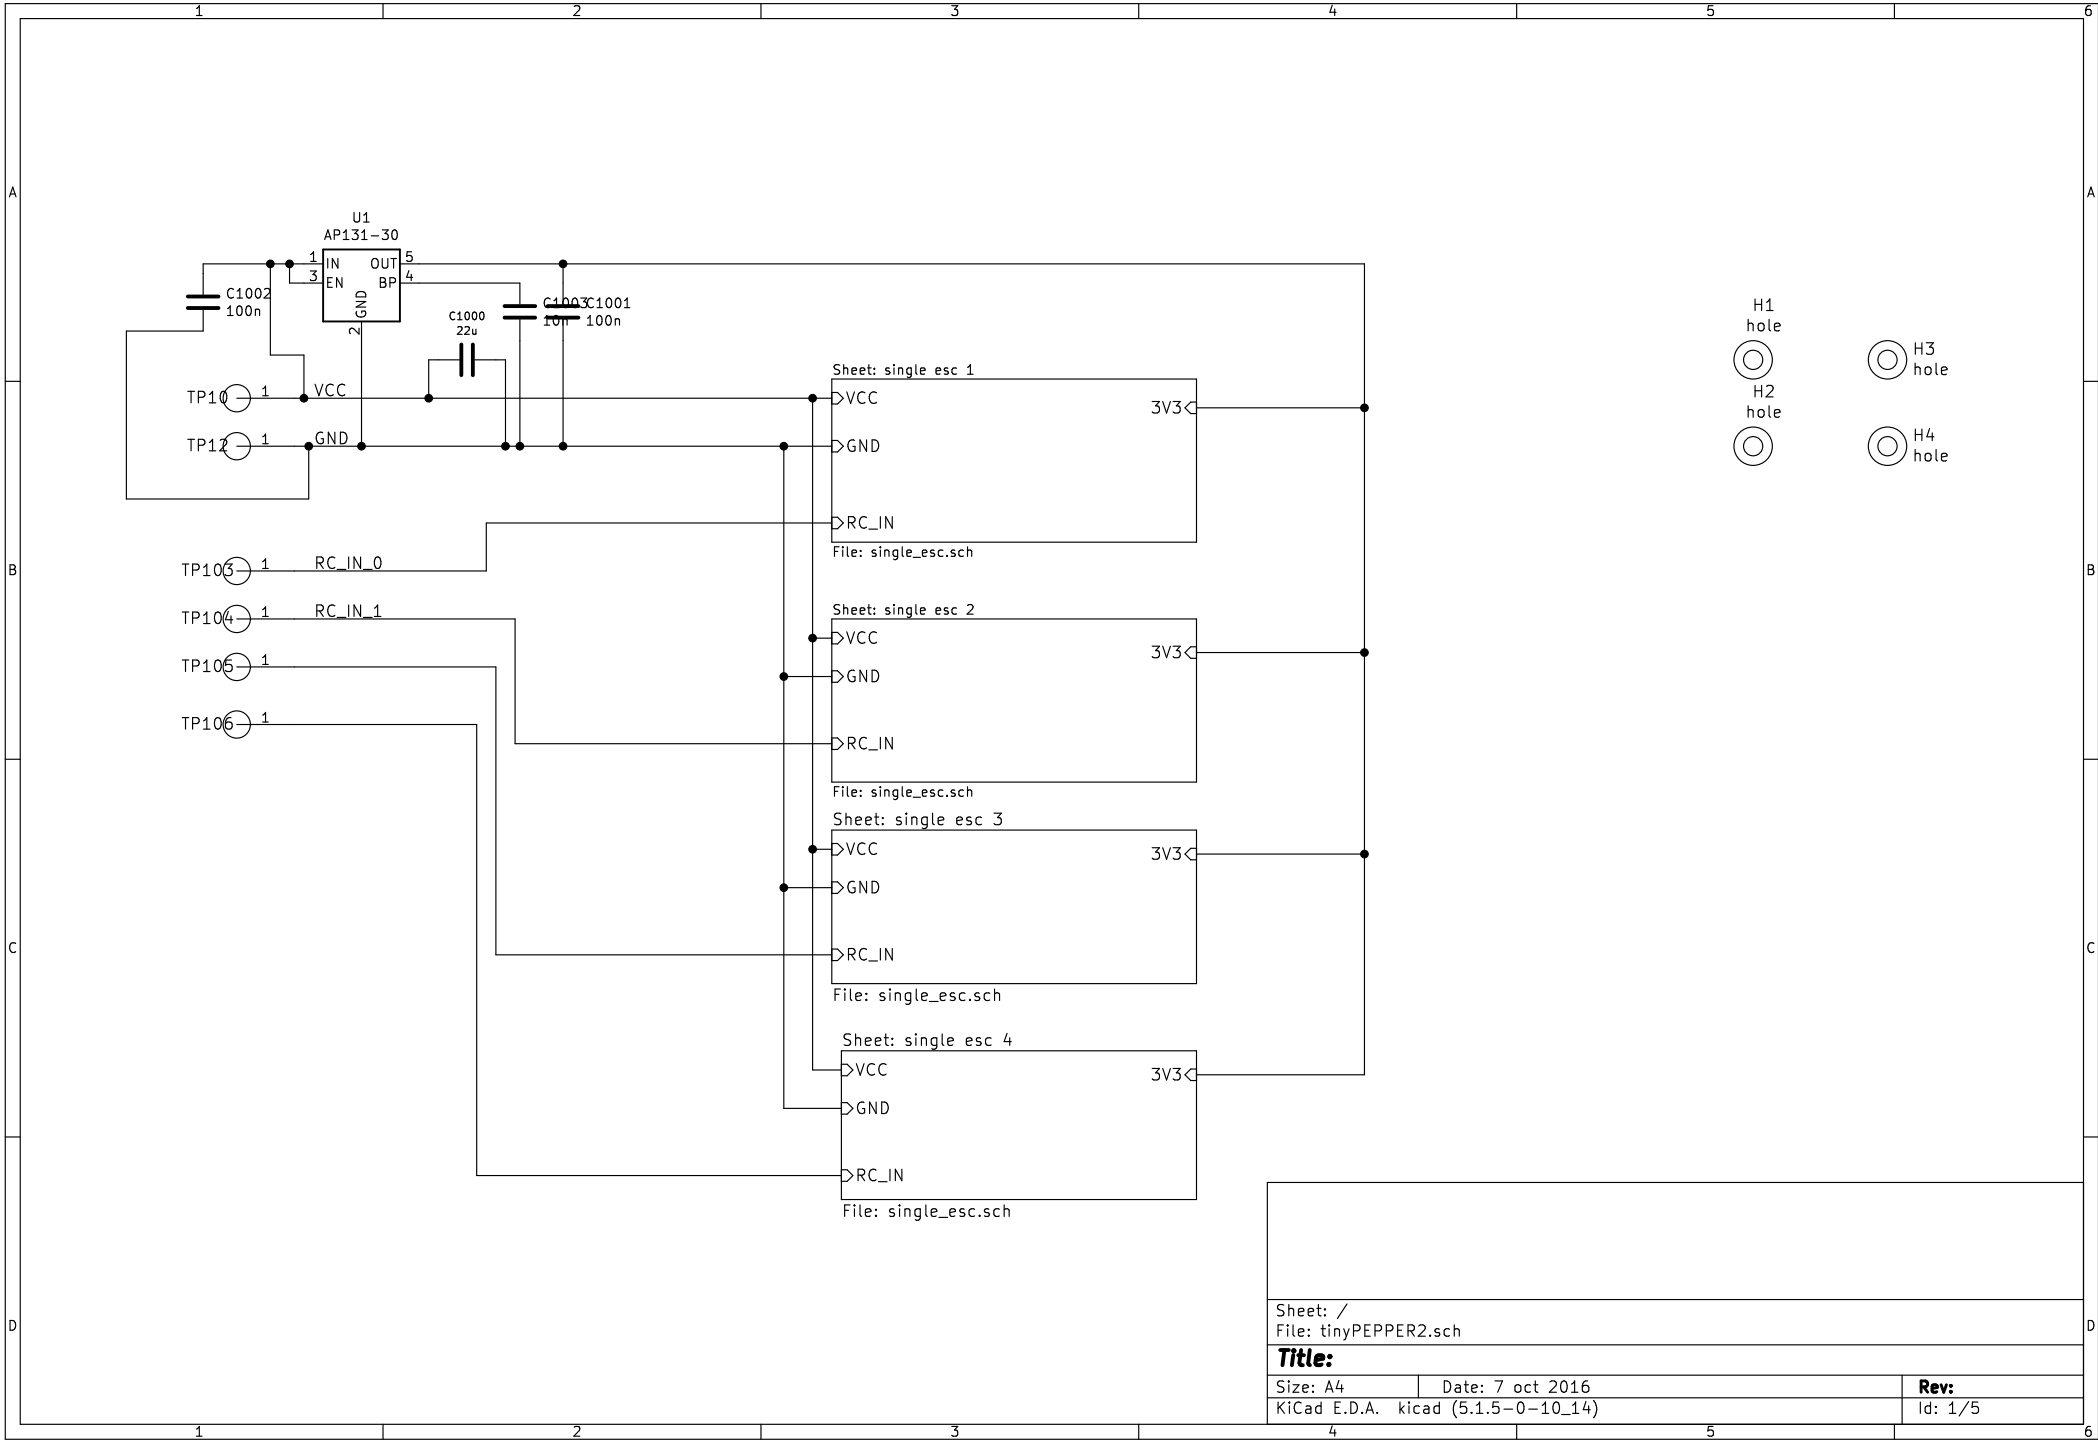 1 2 3 4 5 6
A A
U1
AP131-30
1 IN OUT 5
3 EN BP 4
GND
2
C1002
100n
C1003
10n
C1001
100n
C1000
22u
H1
hole
H3
hole
H2
hole
H4
hole
TP10 1 VCC
TP12 1 GND
Sheet: single esc 1
VCC 3V3
GND
RC_IN
File: single_esc.sch
B B
TP103 1 RC_IN_0
TP104 1 RC_IN_1
TP105 1
TP106 1
Sheet: single esc 2
VCC 3V3
GND
RC_IN
File: single_esc.sch
Sheet: single esc 3
VCC 3V3
GND
RC_IN
File: single_esc.sch
C C
Sheet: single esc 4
VCC 3V3
GND
RC_IN
File: single_esc.sch
D D
Sheet: /
File: tinyPEPPER2.sch
Title:
Size: A4 Date: 7 oct 2016 Rev:
KiCad E.D.A. kicad (5.1.5-0-10_14) Id: 1/5
1 2 3 4 5 6